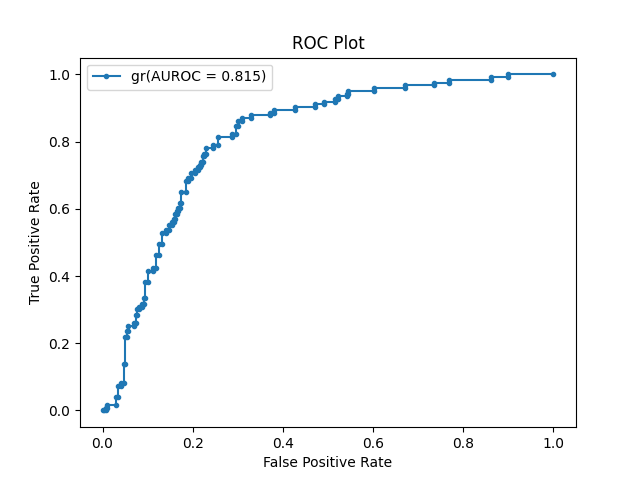 ROC Plot
gr(AUROC = 0.815)
1.0
0.8
0.6
0.4
0.2
0.0
True Positive Rate
0.0 0.2 0.4 0.6 0.8 1.0
False Positive Rate